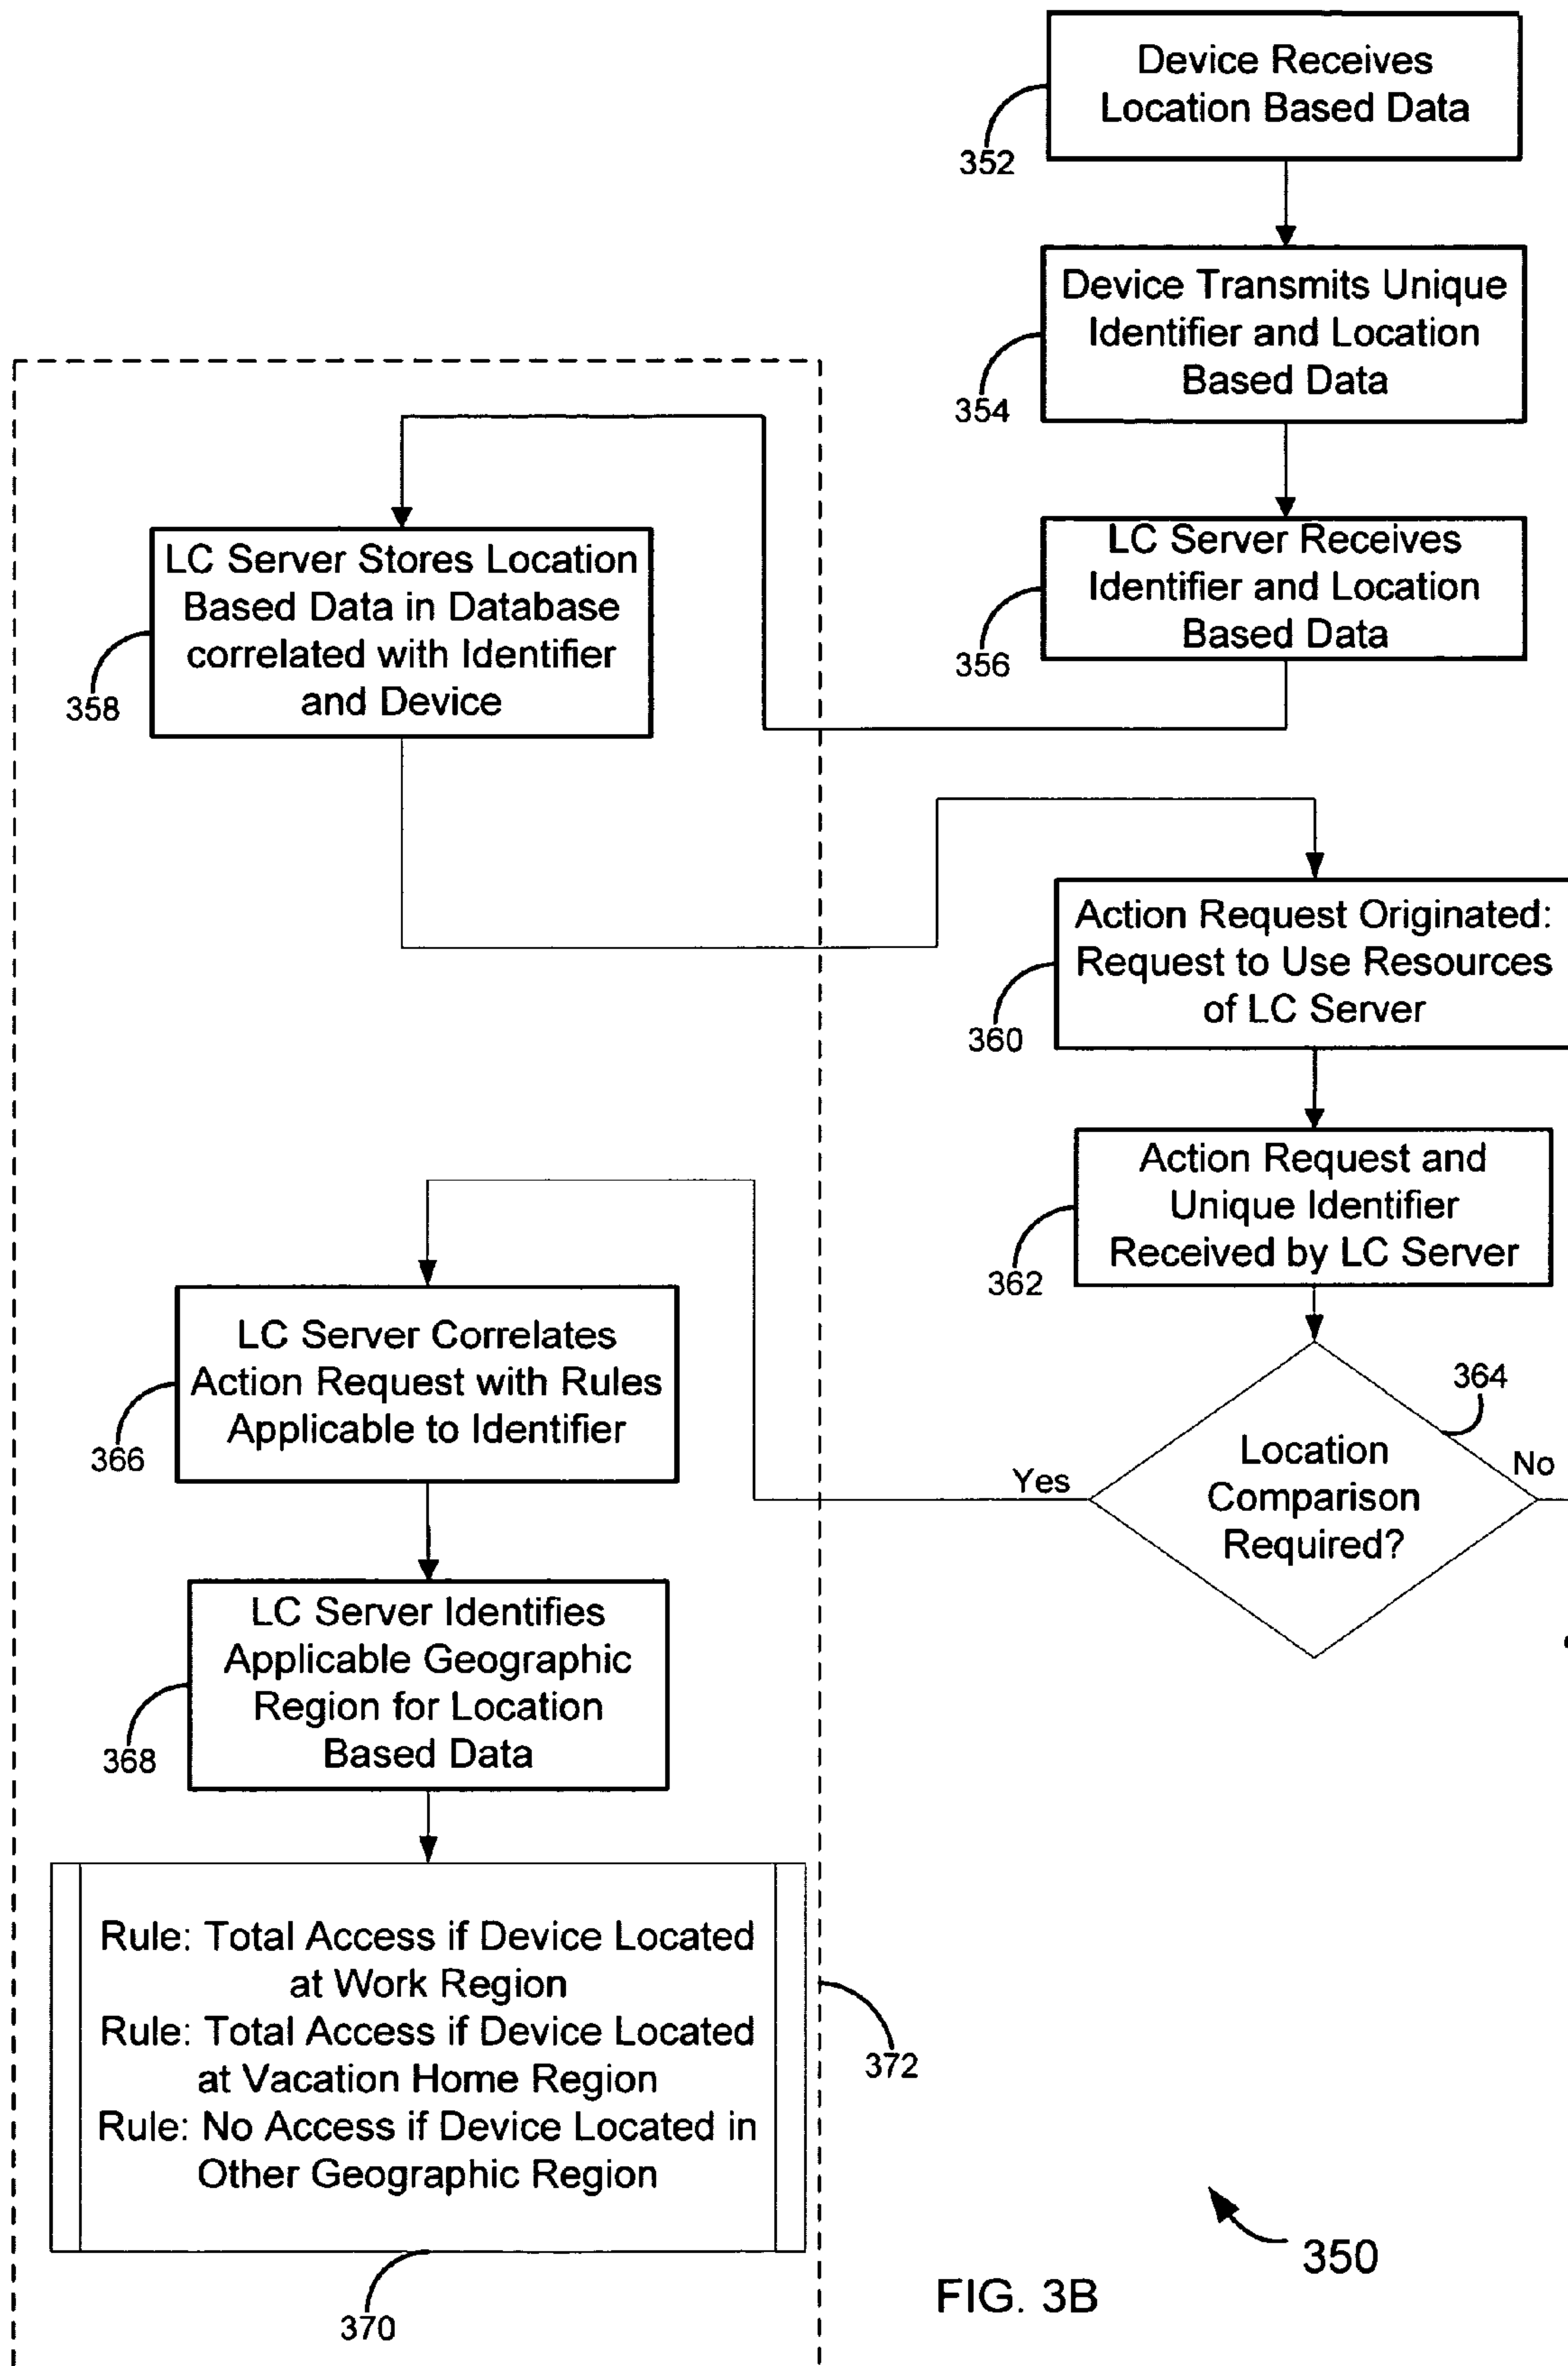 Device Receives
Location Based Data
352
Device Transmits Unique
Identifier and Location
Based Data
354
LC Server Receives
Identifier and Location
Based Data
356
LC Server Stores Location
Based Data in Database
correlated with Identifier
and Device
358
Action Request Originated:
Request to Use Resources
of LC Server
360
Action Request and
Unique Identifier
Received by LC Server
362
364
Location
Comparison
Required?
Yes
No
LC Server Correlates
Action Request with Rules
Applicable to Identifier
366
LC Server Identifies
Applicable Geographic
Region for Location
Based Data
368
Rule: Total Access if Device Located
at Work Region
Rule: Total Access if Device Located
at Vacation Home Region
Rule: No Access if Device Located in
Other Geographic Region
372
370
350
FIG. 3B